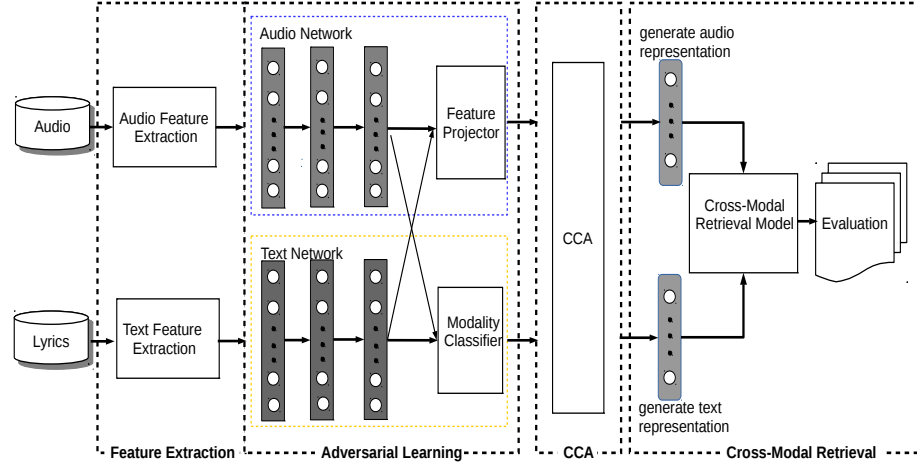 Audio Network
generate audio
representation
Audio
Audio Feature
Extraction
Feature
Projector
CCA
Cross-Modal
Retrieval Model
Evaluation
Text Network
Lyrics
Text Feature
Extraction
Modality
Classifier
generate text
representation
Feature Extraction
Adversarial Learning
CCA
Cross-Modal Retrieval